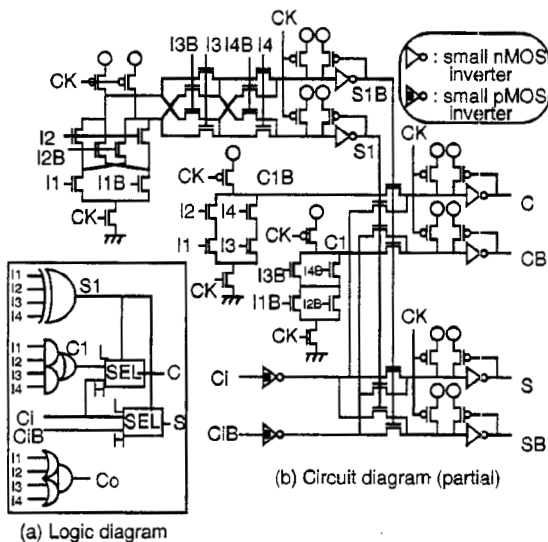 I3B I3 I4B I4 CK
: small nMOS
inverter
: small pMOS
inverter
CK
S1B
I2
I2B
S1
I1 I1B
CK
C1B
CK
I2 I4
CK
C
C1
I1 I3
I3B I4B
CB
CK
I1B I2B
CK
CK
I1
I2
I3
I4
S1
I1
I2
I3
I4
C1
L
SEL
C
H
Ci
CiB
L
SEL
S
H
I1
I2
I3
I4
Co
Ci
S
CiB
SB
(b) Circuit diagram (partial)
(a) Logic diagram